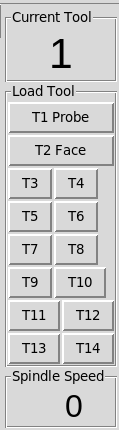 Current Tool
1
Load Tool
T1 Probe
T2 Face
T3 T4
T5 T6
T7 T8
T9 T10
T11 T12
T13 T14
Spindle Speed
0